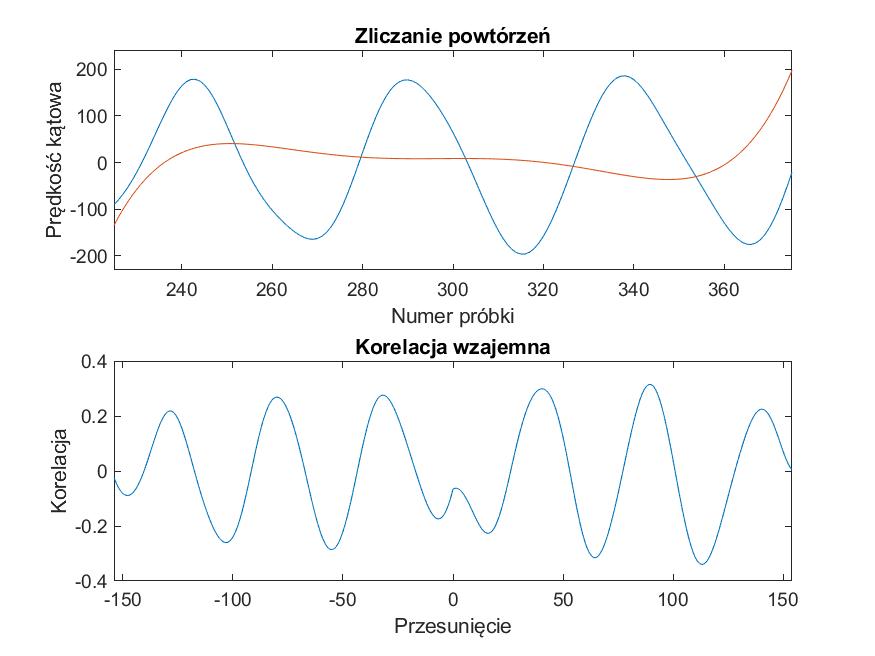 Zliczanie powtórzeń
200
100
0
-100
-200
Prędkość kątowa
240 260 280 300 320 340 360
Numer próbki
Korelacja wzajemna
0.4
0.2
0
-0.2
-0.4
Korelacja
-150 -100 -50 0 50 100 150
Przesunięcie